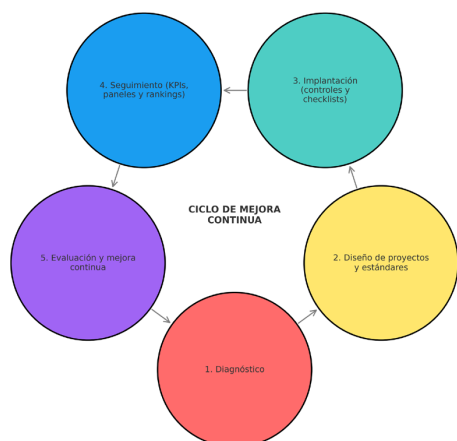 4. Seguimiento (KPIs,
paneles y rankings)
3. Implantación
(controles y
checklists)
CICLO DE MEJORA
CONTINUA
5. Evaluación y mejora
continua
2. Diseño de proyectos
y estándares
1. Diagnóstico